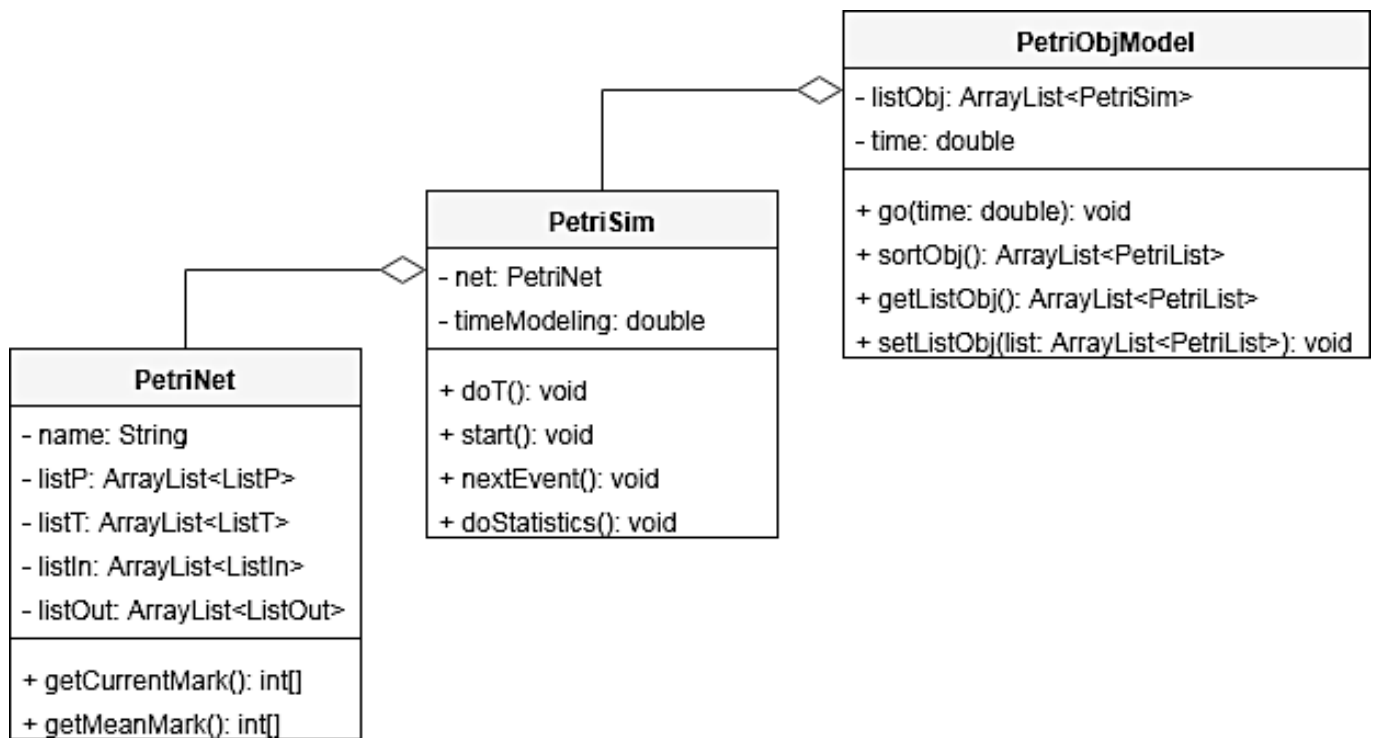 PetriObjModel
- listObj: ArrayList<PetriSim>
- time: double
+ go(time: double): void
+ sortObj(): ArrayList<PetriList>
+ getListObj(): ArrayList<PetriList>
+ setListObj(list: ArrayList<PetriList>): void
PetriSim
- net: PetriNet
- timeModeling: double
+ doT(): void
+ start(): void
+ nextEvent(): void
+ doStatistics(): void
PetriNet
- name: String
- listP: ArrayList<ListP>
- listT: ArrayList<ListT>
- listIn: ArrayList<ListIn>
- listOut: ArrayList<ListOut>
+ getCurrentMark(): int[]
+ getMeanMark(): int[]